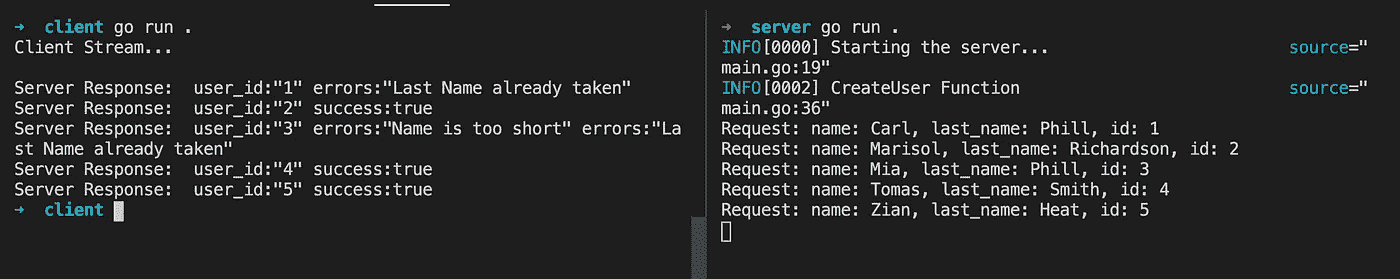 ➜ client go run .
Client Stream...
Server Response: user_id:"1" errors:"Last Name already taken"
Server Response: user_id:"2" success:true
Server Response: user_id:"3" errors:"Name is too short" errors:"La
st Name already taken"
Server Response: user_id:"4" success:true
Server Response: user_id:"5" success:true
➜ client
➜ server go run .
INFO[0000] Starting the server... source="
main.go:19"
INFO[0002] CreateUser Function source="
main.go:36"
Request: name: Carl, last_name: Phill, id: 1
Request: name: Marisol, last_name: Richardson, id: 2
Request: name: Mia, last_name: Phill, id: 3
Request: name: Tomas, last_name: Smith, id: 4
Request: name: Zian, last_name: Heat, id: 5